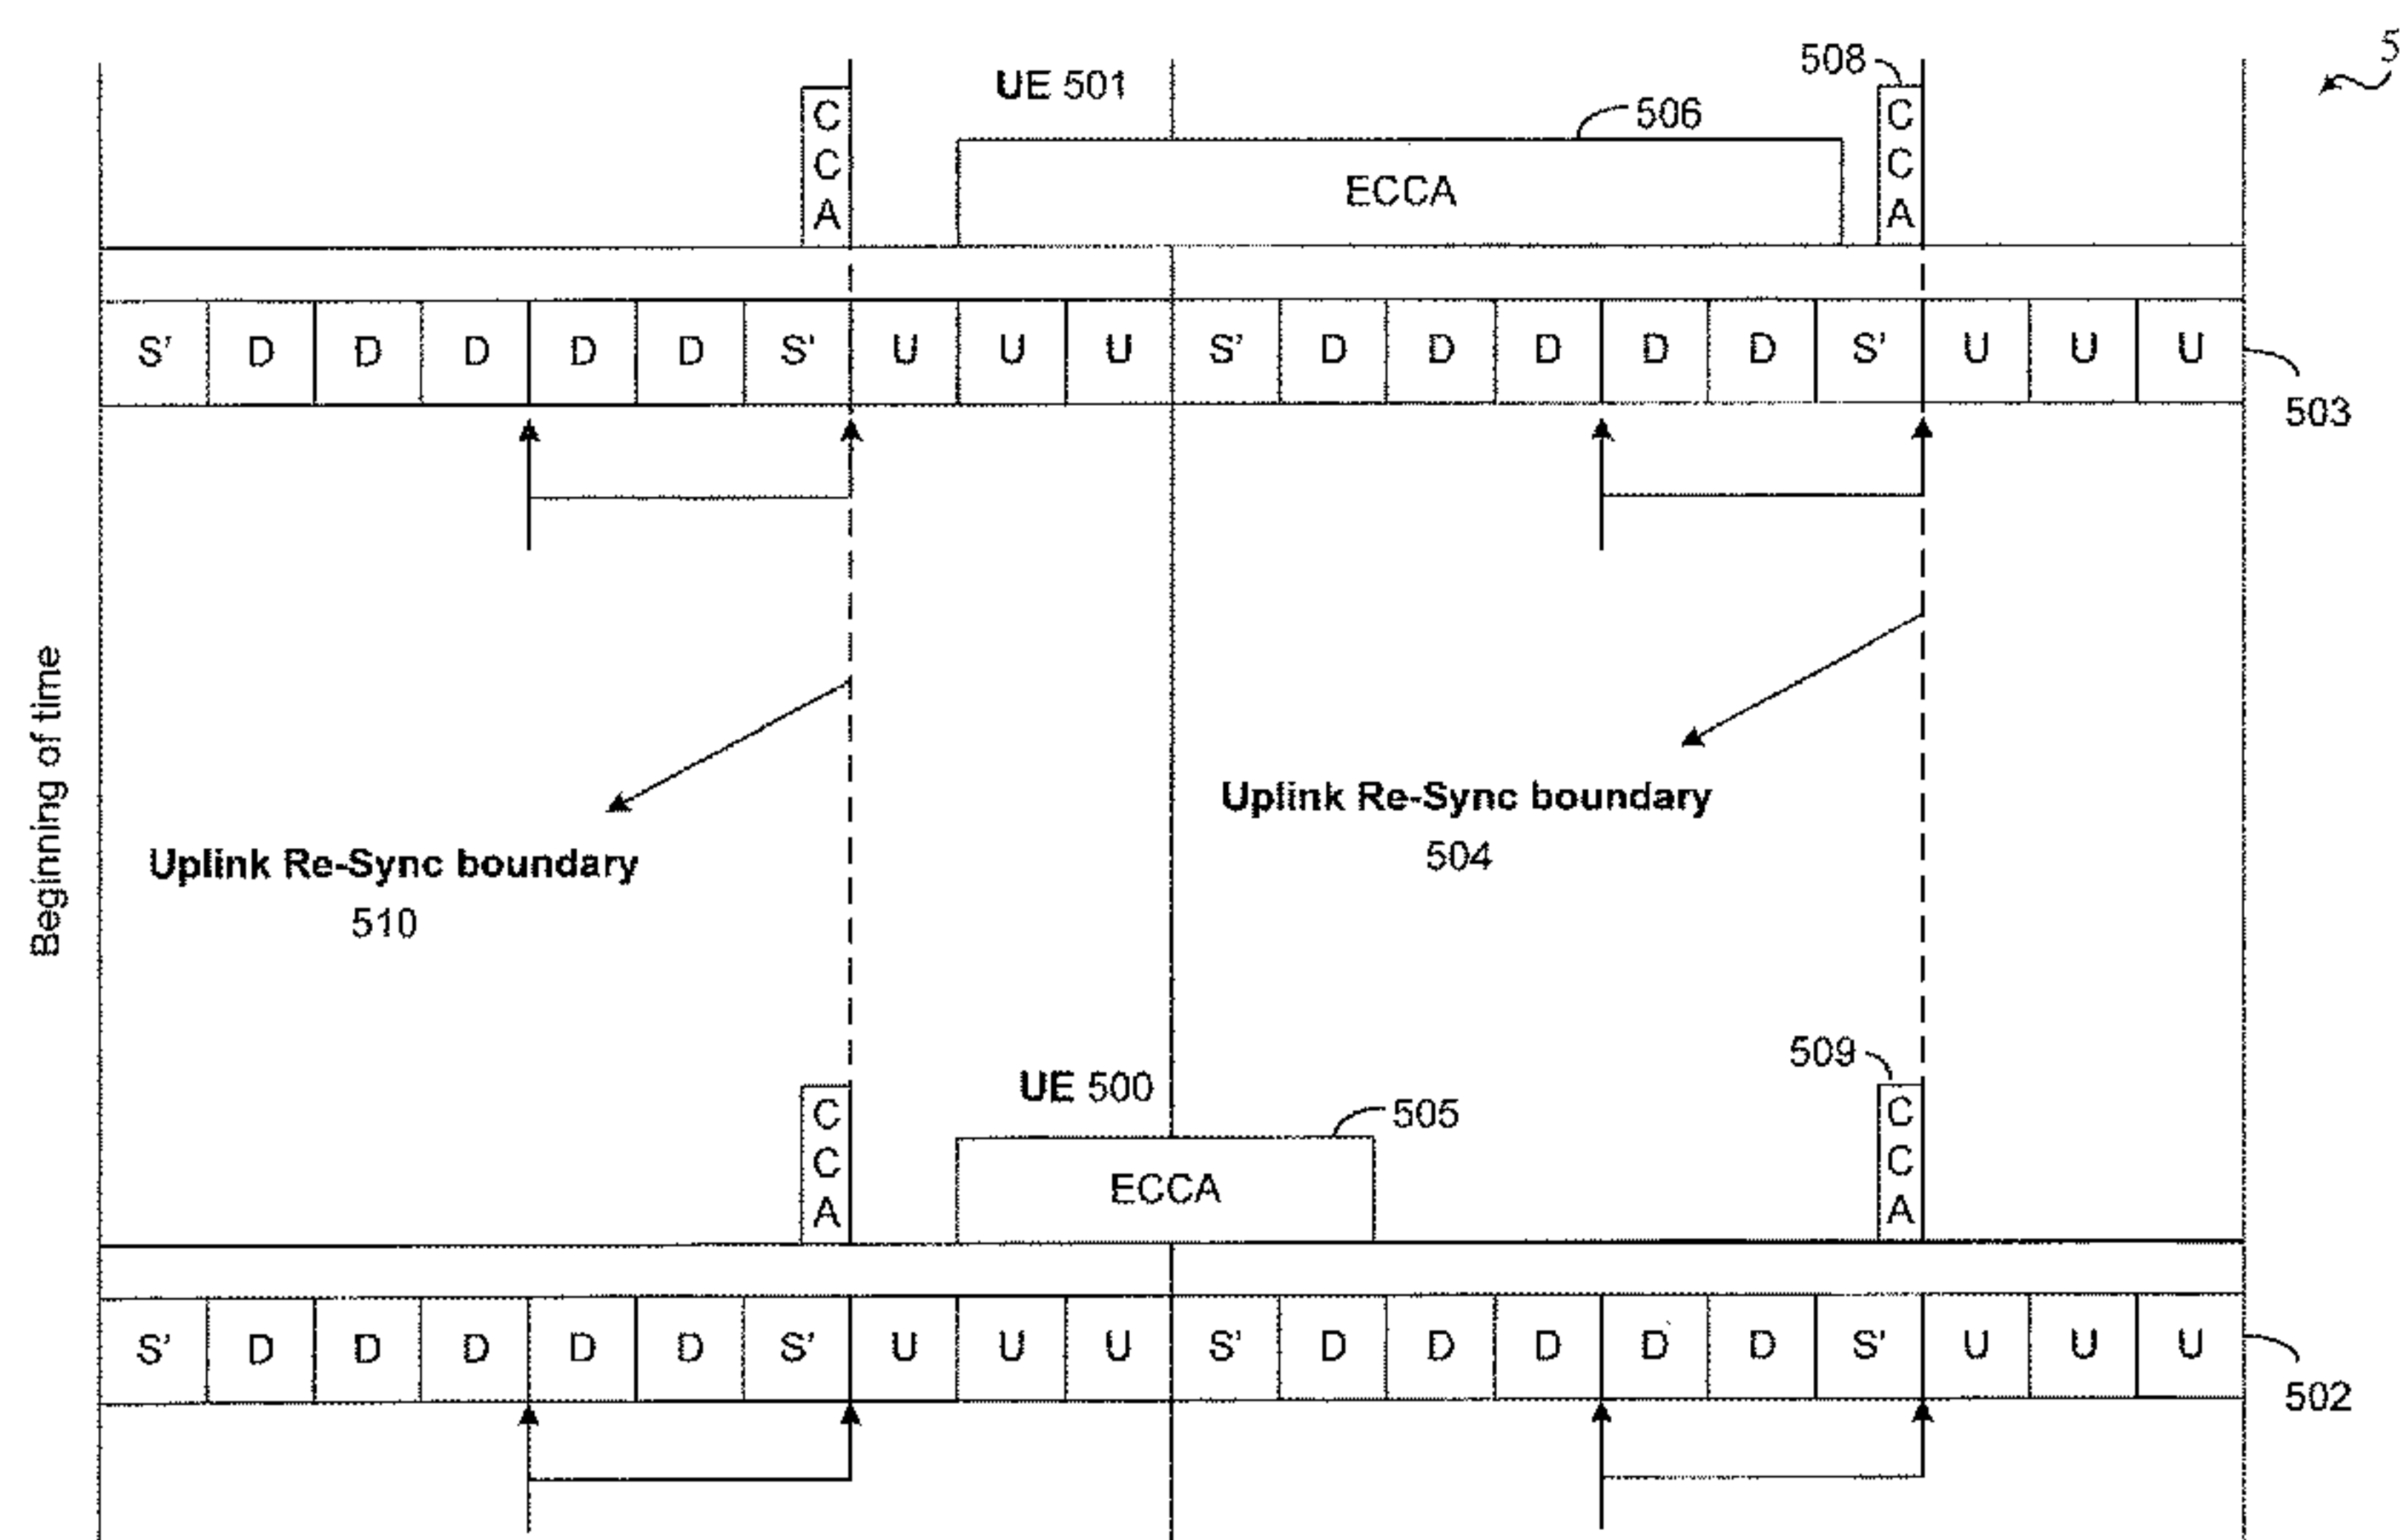 5
508
UE 501
506
C
C
A
ECCA
C
C
A
S' D D D D D S' U U U S' D D D D D S' U U U
503
Beginning of time
Uplink Re-Sync boundary
504
Uplink Re-Sync boundary
510
509
UE 500
505
C
C
A
ECCA
C
C
A
S' D D D D D S' U U U S' D D D D D S' U U U
502